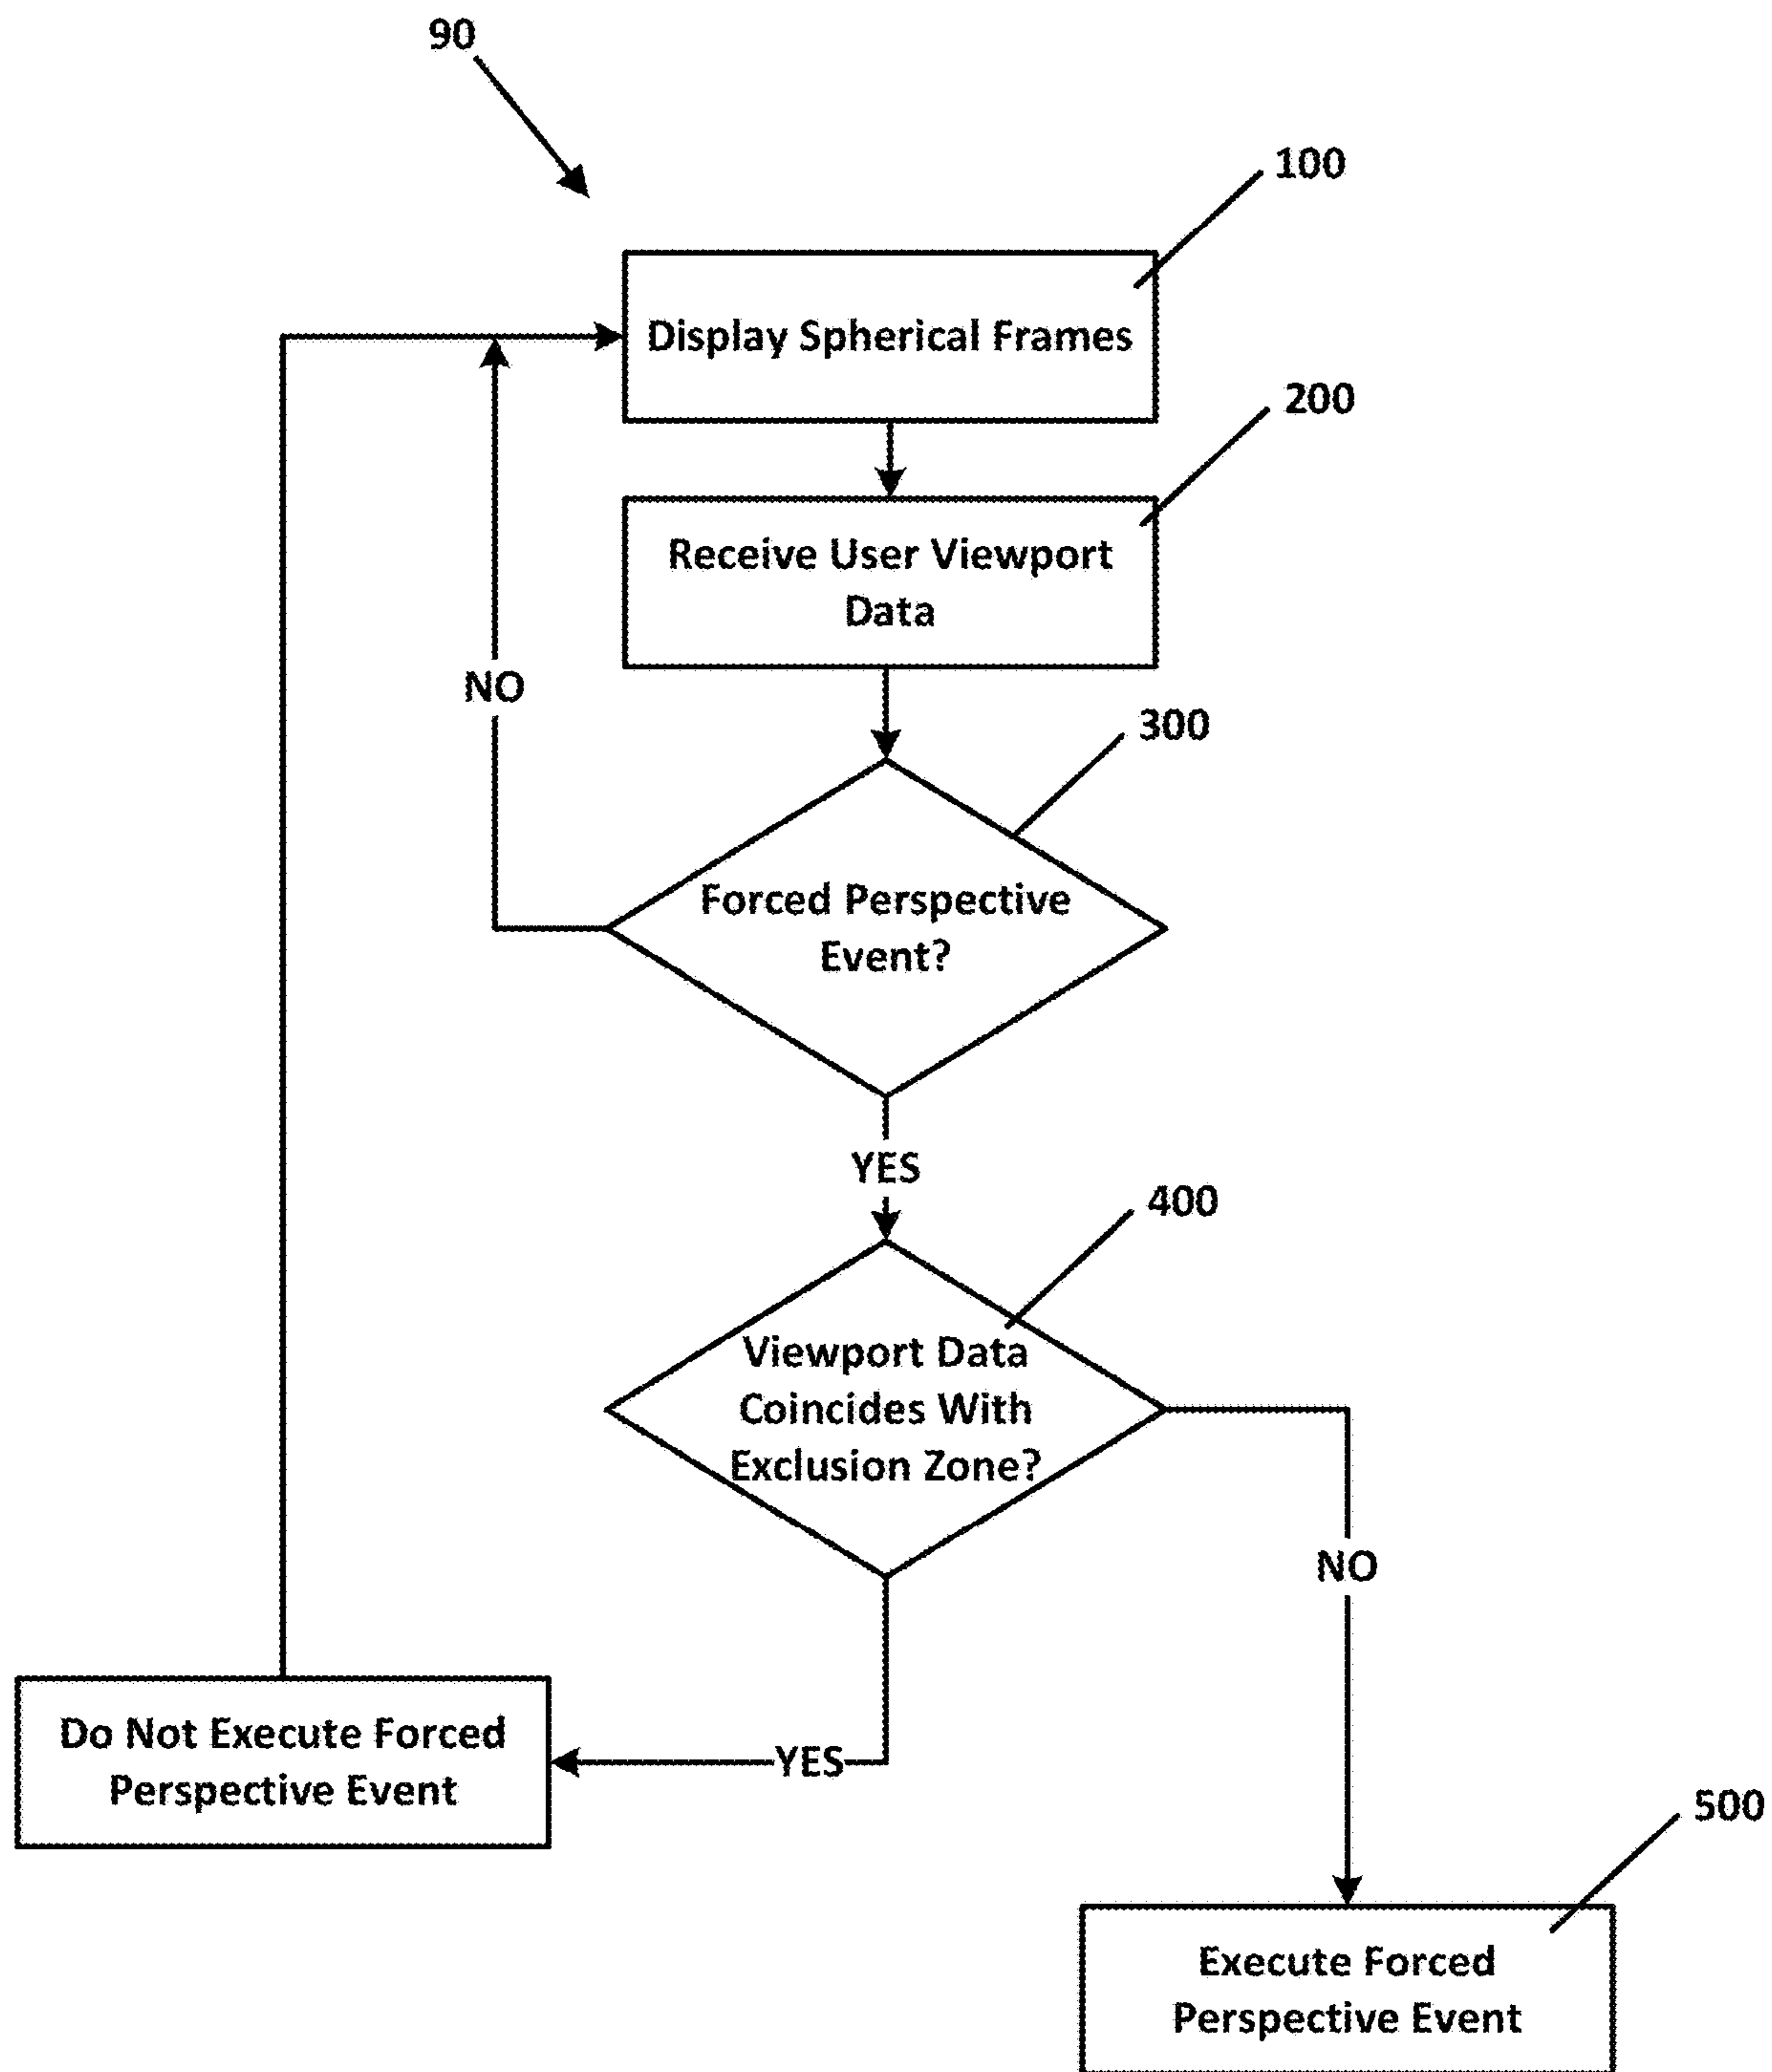 90
100
Display Spherical Frames
200
Receive User Viewport
Data
NO
300
Forced Perspective
Event?
YES
400
Viewport Data
Coincides With
Exclusion Zone?
NO
Do Not Execute Forced
Perspective Event
YES
500
Execute Forced
Perspective Event